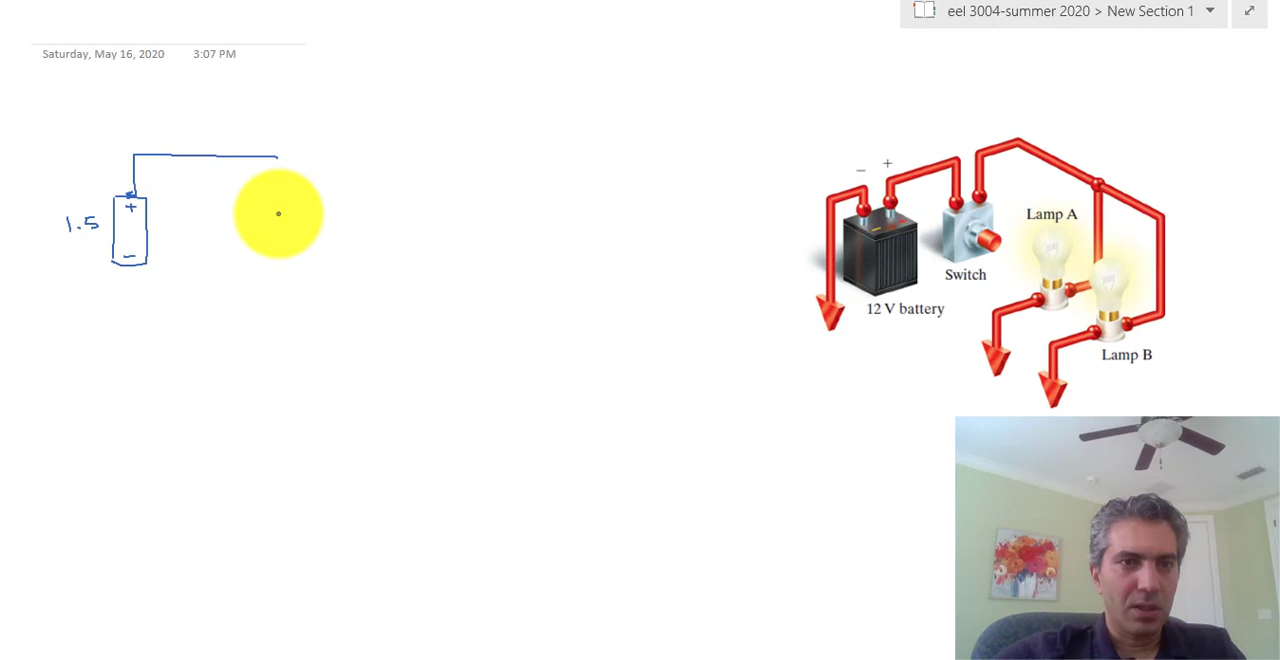 eel 3004-summer 2020 > New Section 1
Saturday, May 16, 2020 3:07 PM
1.5
+
−
− +
Lamp A
Switch
12 V battery
Lamp B